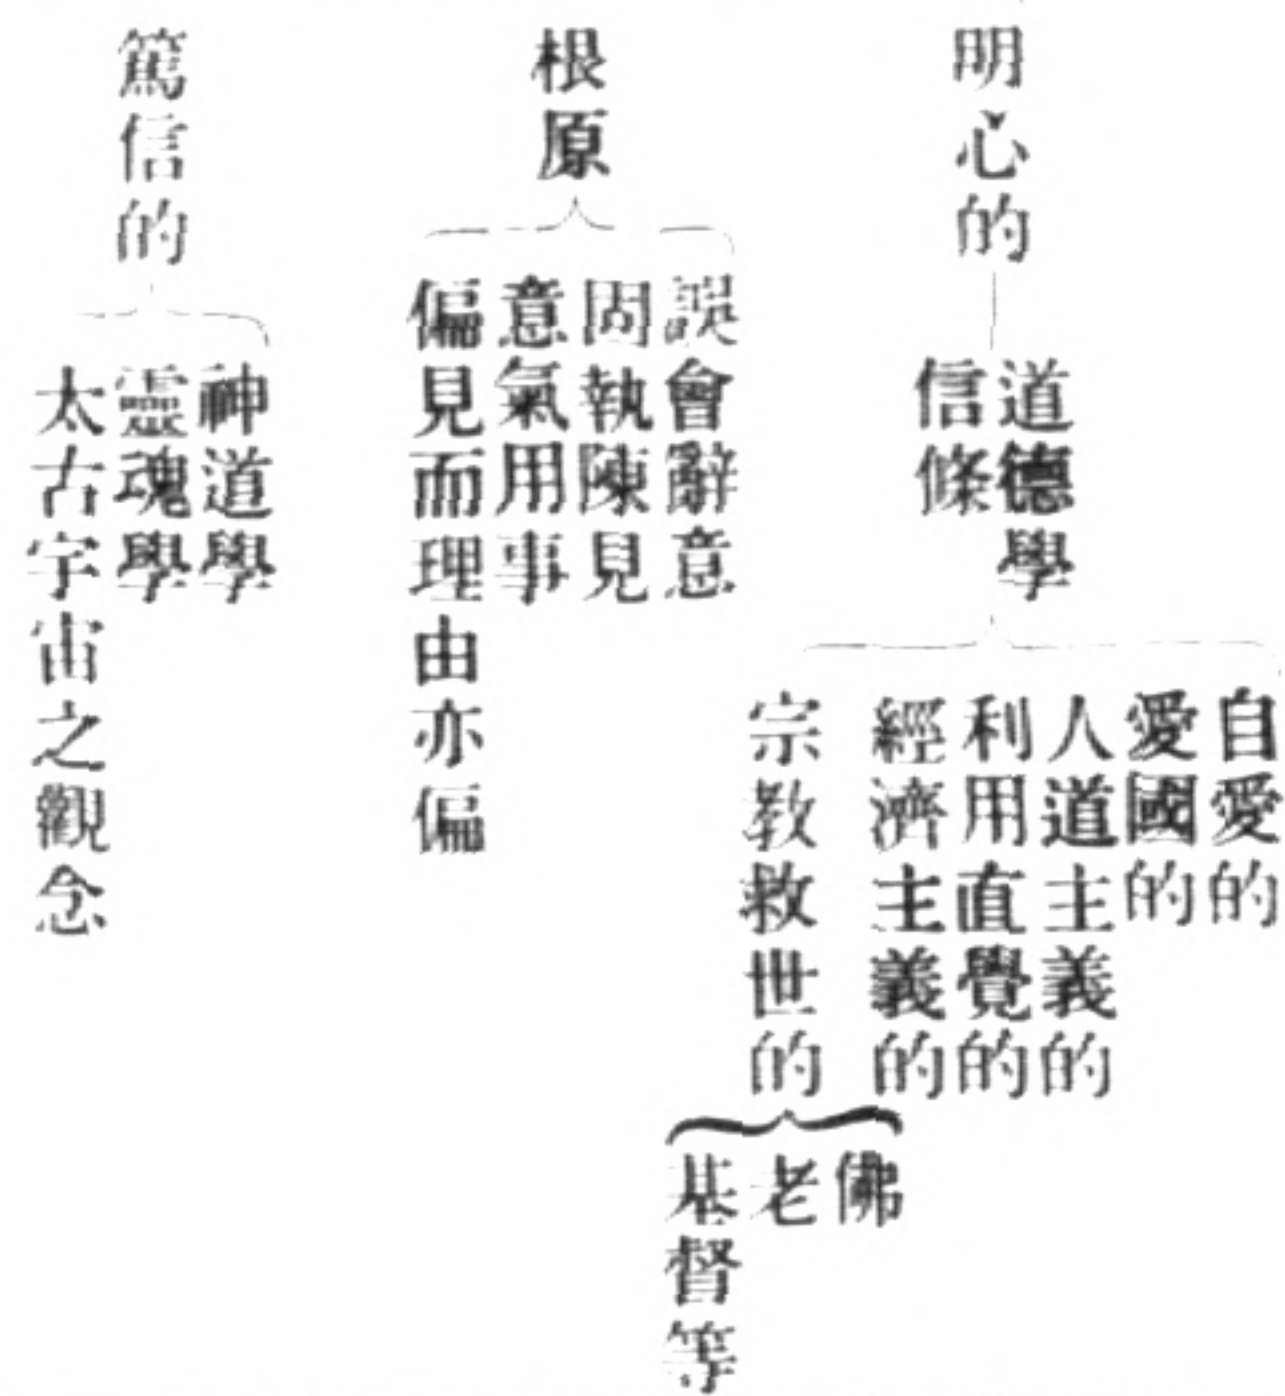 明心的
道德學
信條
自愛的
愛國的
人道主義的
利用直覺的
經濟主義的
宗教救世的
佛
老
基督等
根原
誤會辭意
固執陳見
意氣用事
偏見而理由亦偏
篤信的
神道學
靈魂學
太古宇宙之觀念